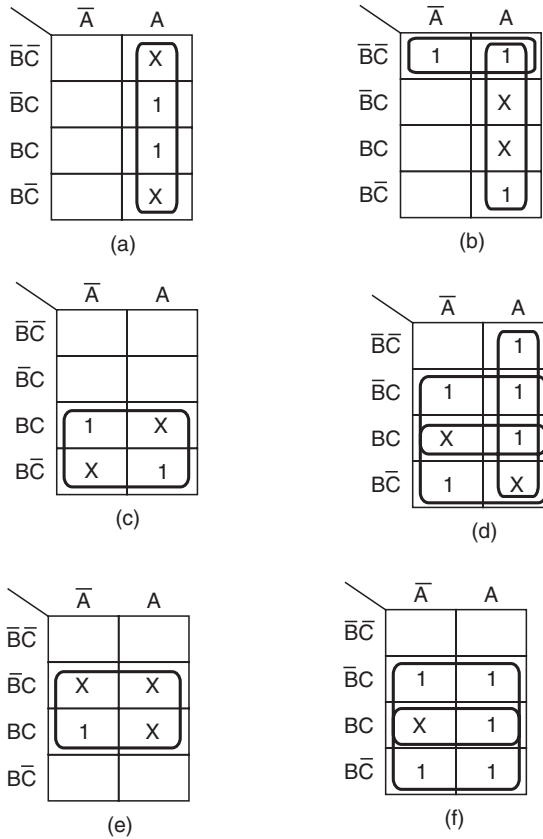 A̅ A
B̅C̅ X
B̅C 1
BC 1
BC̅ X
(a)
A̅ A
B̅C̅ 1 1
B̅C X
BC X
BC̅ 1
(b)
A̅ A
B̅C̅
B̅C
BC 1 X
BC̅ X 1
(c)
A̅ A
B̅C̅ 1
B̅C 1 1
BC X 1
BC̅ 1 X
(d)
A̅ A
B̅C̅
B̅C X X
BC 1 X
BC̅
(e)
A̅ A
B̅C̅
B̅C 1 1
BC X 1
BC̅ 1 1
(f)